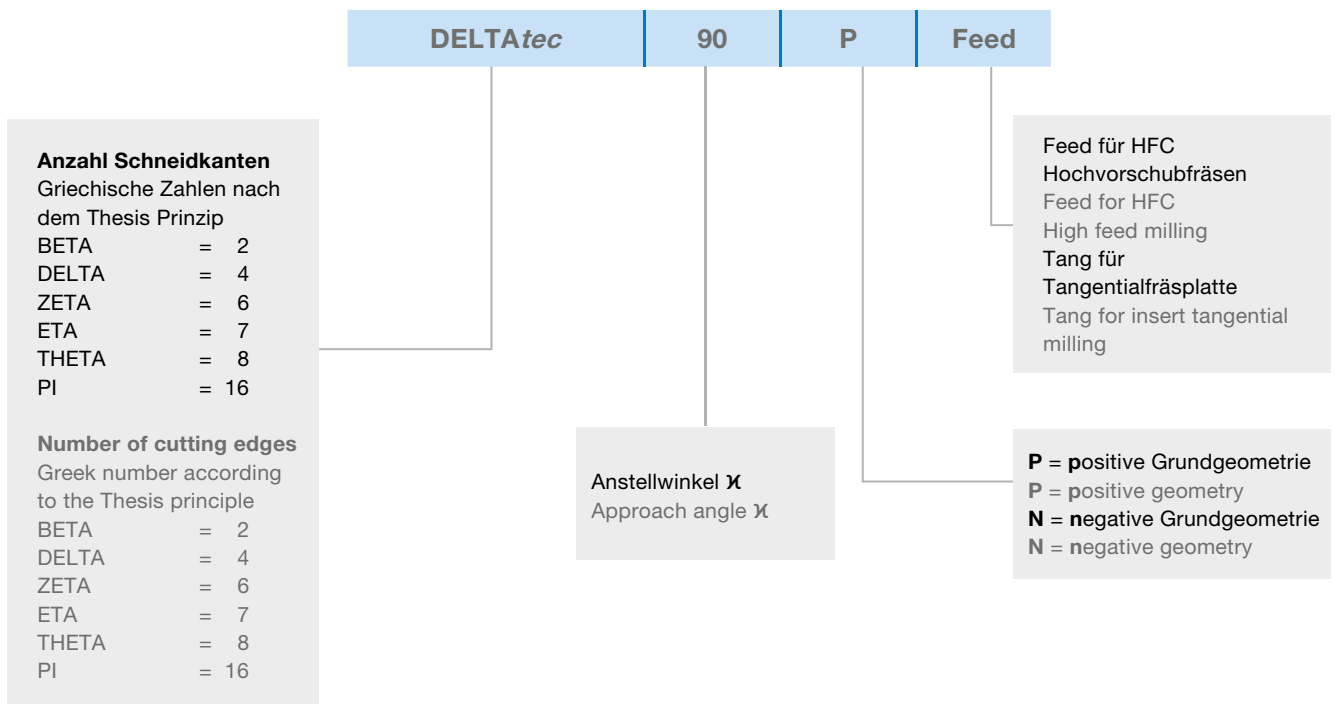 DELTAtec 90 P Feed
Anzahl Schneidkanten
Griechische Zahlen nach
dem Thesis Prinzip
BETA = 2
DELTA = 4
ZETA = 6
ETA = 7
THETA = 8
PI = 16
Number of cutting edges
Greek number according
to the Thesis principle
BETA = 2
DELTA = 4
ZETA = 6
ETA = 7
THETA = 8
PI = 16
Anstellwinkel ϰ
Approach angle ϰ
Feed für HFC
Hochvorschubfräsen
Feed for HFC
High feed milling
Tang für
Tangentialfräsplatte
Tang for insert tangential
milling
P = positive Grundgeometrie
P = positive geometry
N = negative Grundgeometrie
N = negative geometry